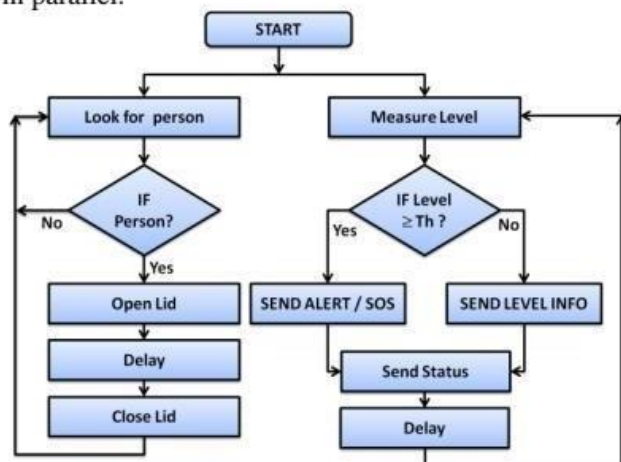 in parallel.
START
Look for person
Measure Level
IF
Person?
No
Yes
IF Level
≥ Th ?
Yes
No
Open Lid
SEND ALERT / SOS
SEND LEVEL INFO
Delay
Send Status
Close Lid
Delay